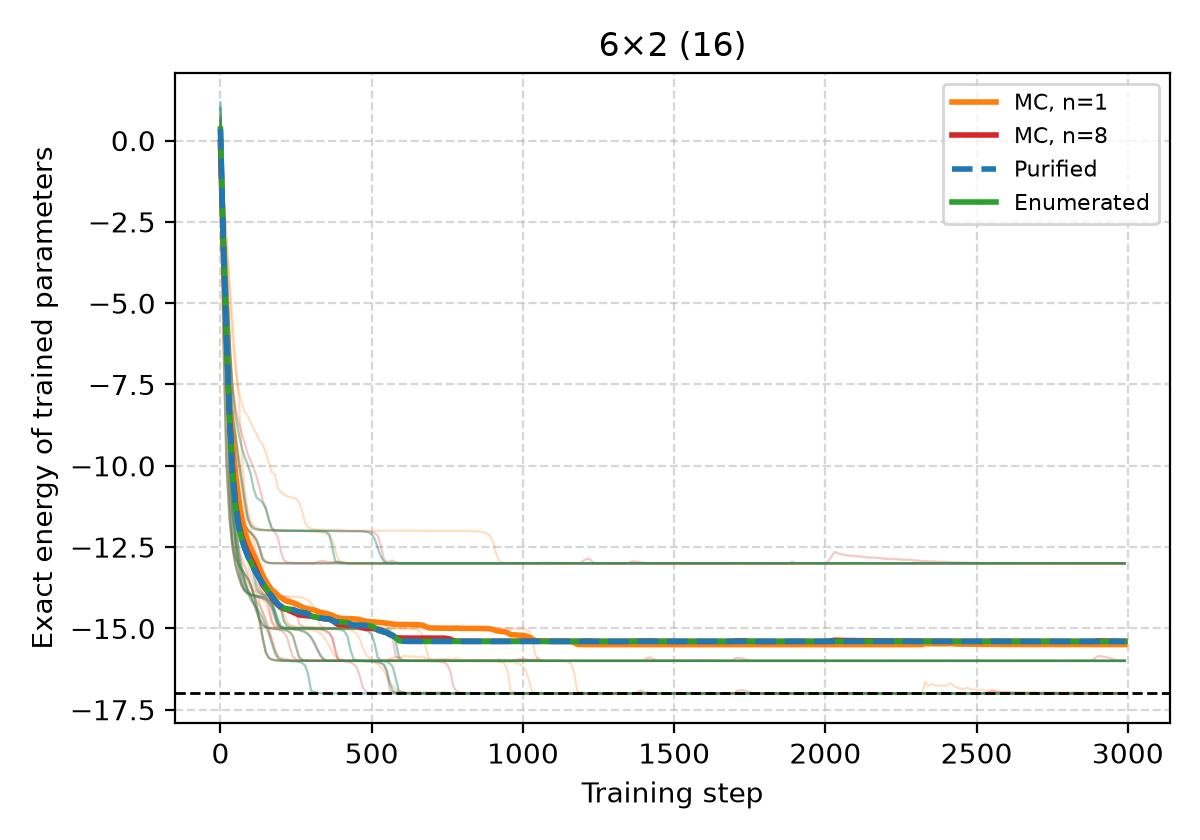 6×2 (16)
MC, n=1
MC, n=8
Purified
Enumerated
Exact energy of trained parameters
0.0
−2.5
−5.0
−7.5
−10.0
−12.5
−15.0
−17.5
0 500 1000 1500 2000 2500 3000
Training step